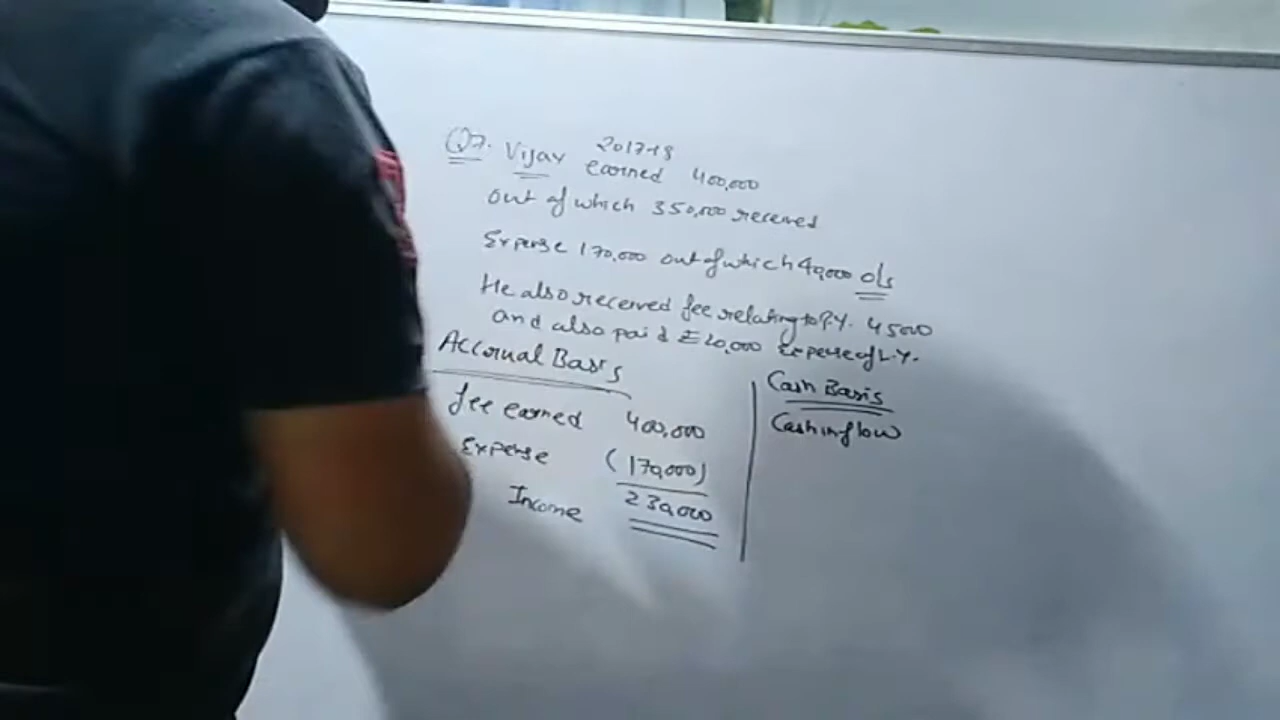 Q7. Vijay 2017-18 earned 400,000
out of which 350,000 received
Expense 170,000 out of which 40,000 o/s
He also received fee relating to P.Y. 45000
and also paid ₹ 20,000 Expense of L.Y.
Accrual Basis
fee earned 400,000
Expense (170,000)
Income 230,000
Cash Basis
Cash inflow